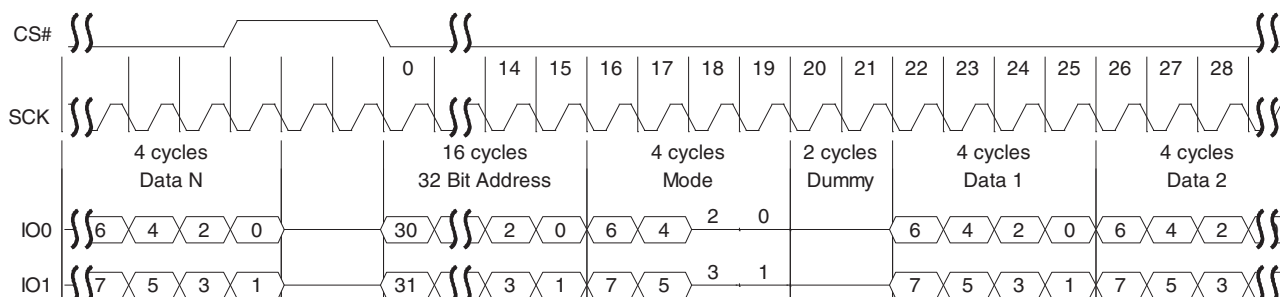 CS#
0 14 15 16 17 18 19 20 21 22 23 24 25 26 27 28
SCK
4 cycles 16 cycles 4 cycles 2 cycles 4 cycles 4 cycles
Data N 32 Bit Address Mode Dummy Data 1 Data 2
IO0 6 4 2 0 30 2 0 6 4 2 0 6 4 2 0 6 4 2
IO1 7 5 3 1 31 3 1 7 5 3 1 7 5 3 1 7 5 3